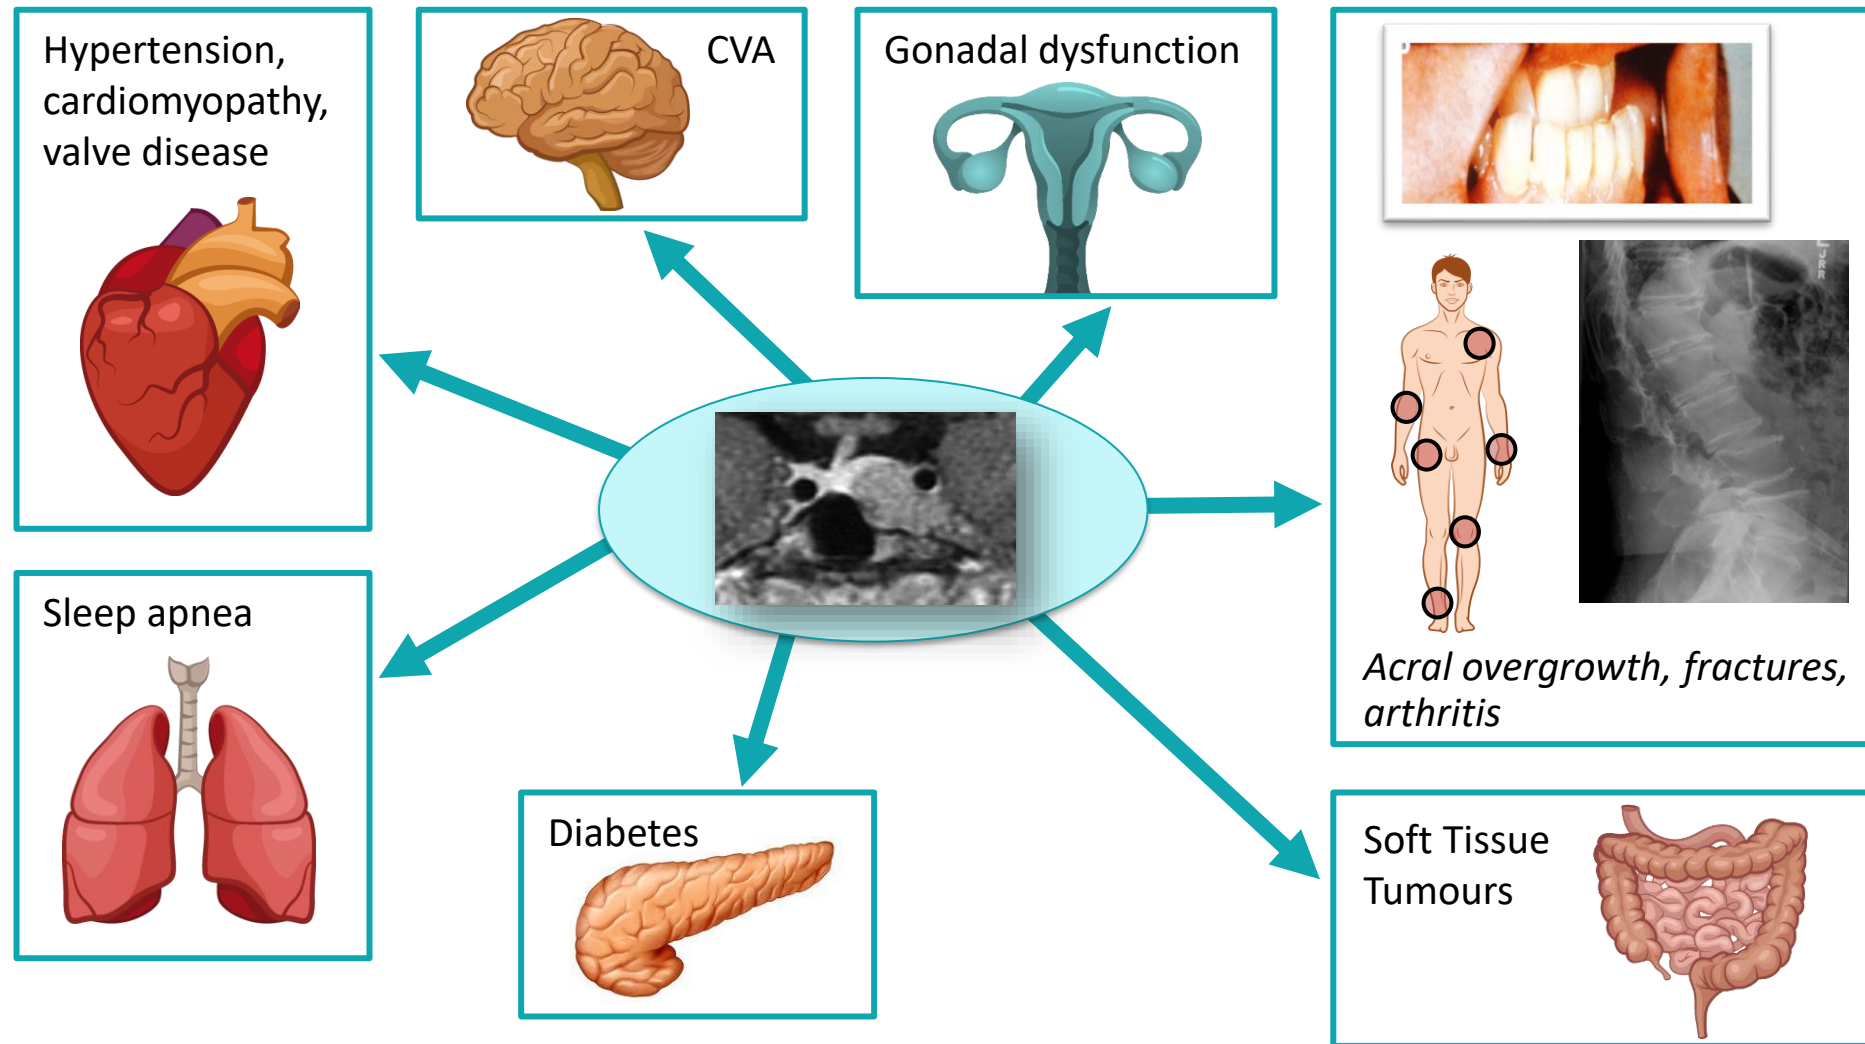 Hypertension,
cardiomyopathy,
valve disease
CVA
Gonadal dysfunction
Sleep apnea
Diabetes
Acral overgrowth, fractures,
arthritis
Soft Tissue
Tumours